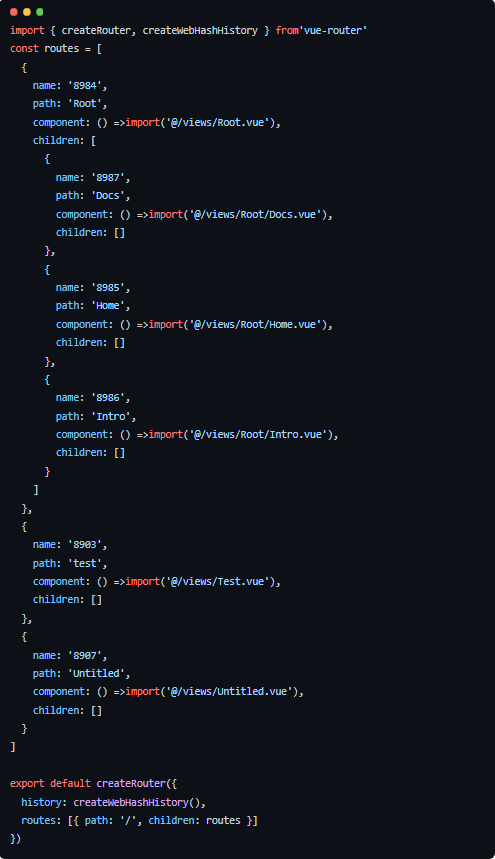 import { createRouter, createWebHashHistory } from'vue-router'
const routes = [
  {
    name: '8984',
    path: 'Root',
    component: () =>import('@/views/Root.vue'),
    children: [
      {
        name: '8987',
        path: 'Docs',
        component: () =>import('@/views/Root/Docs.vue'),
        children: []
      },
      {
        name: '8985',
        path: 'Home',
        component: () =>import('@/views/Root/Home.vue'),
        children: []
      },
      {
        name: '8986',
        path: 'Intro',
        component: () =>import('@/views/Root/Intro.vue'),
        children: []
      }
    ]
  },
  {
    name: '8903',
    path: 'test',
    component: () =>import('@/views/Test.vue'),
    children: []
  },
  {
    name: '8907',
    path: 'Untitled',
    component: () =>import('@/views/Untitled.vue'),
    children: []
  }
]

export default createRouter({
  history: createWebHashHistory(),
  routes: [{ path: '/', children: routes }]
})